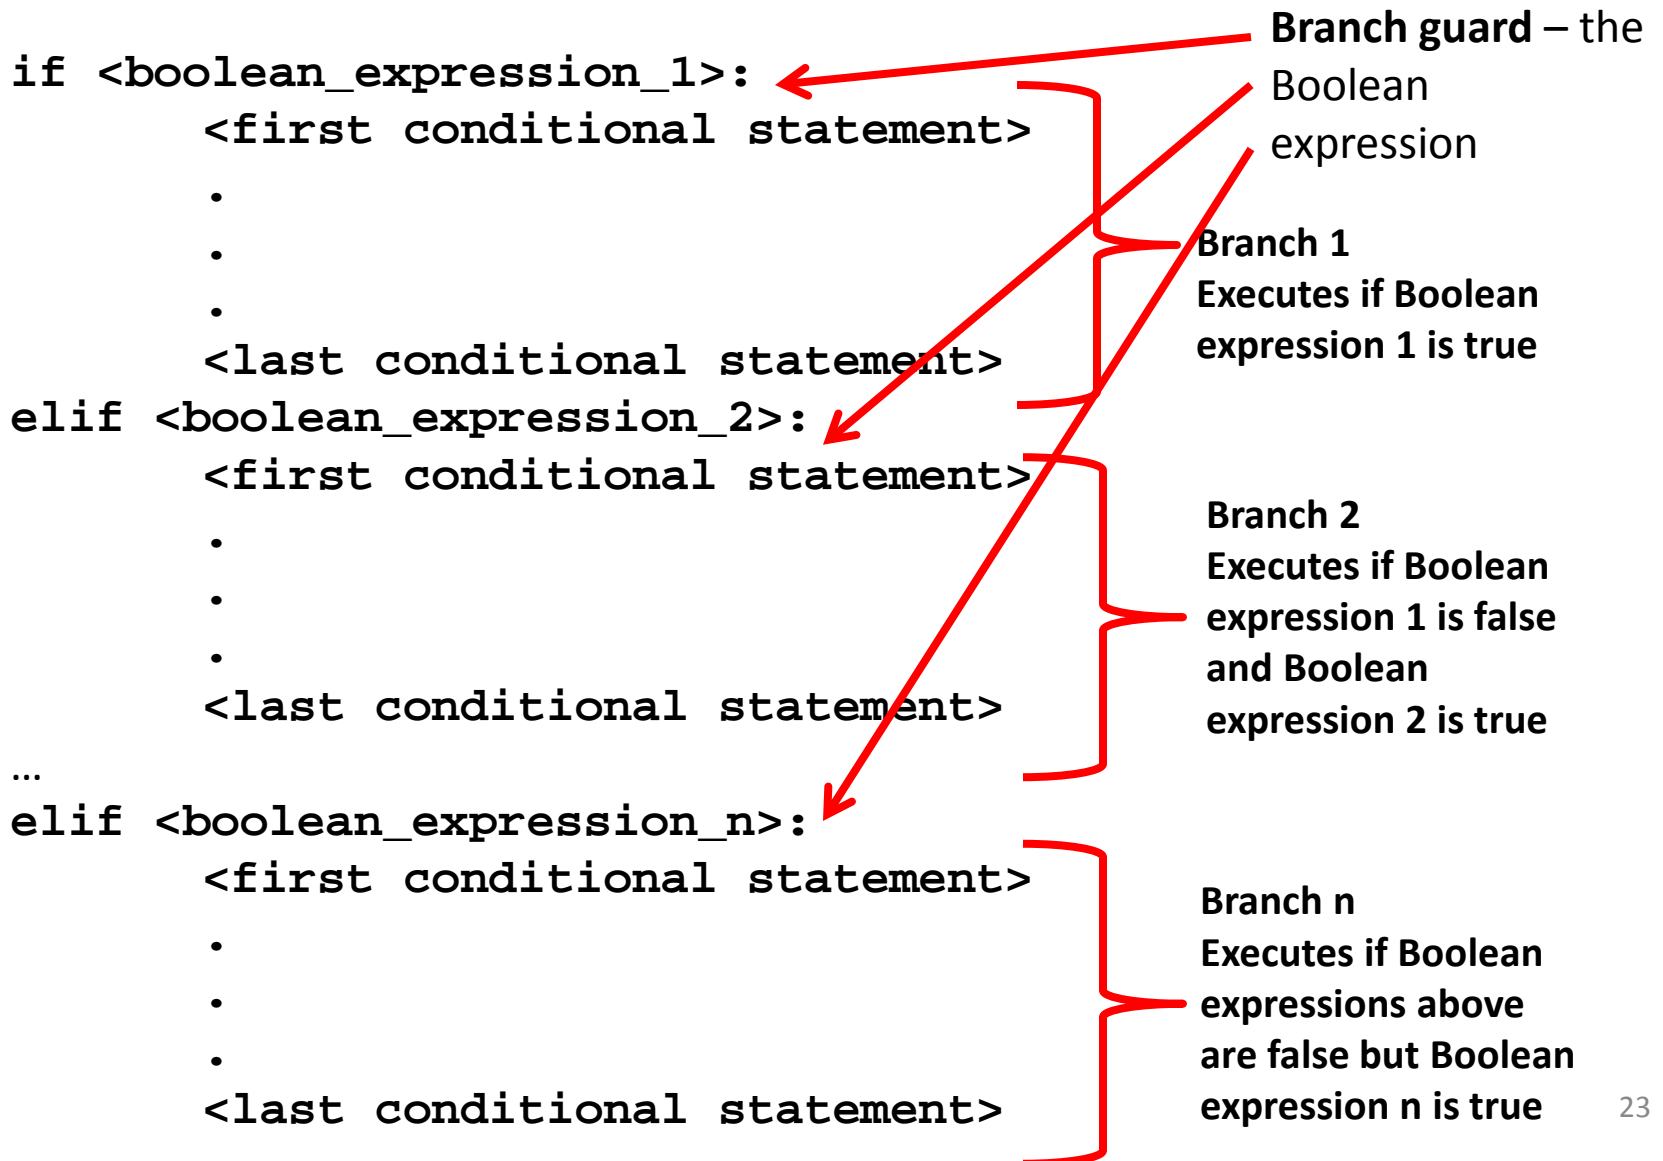 if <boolean_expression_1>:
<first conditional statement>
.
.
.
<last conditional statement>
elif <boolean_expression_2>:
<first conditional statement>
.
.
.
<last conditional statement>
…
elif <boolean_expression_n>:
<first conditional statement>
.
.
.
<last conditional statement>
Branch guard – the
Boolean
expression
Branch 1
Executes if Boolean
expression 1 is true
Branch 2
Executes if Boolean
expression 1 is false
and Boolean
expression 2 is true
Branch n
Executes if Boolean
expressions above
are false but Boolean
expression n is true
23